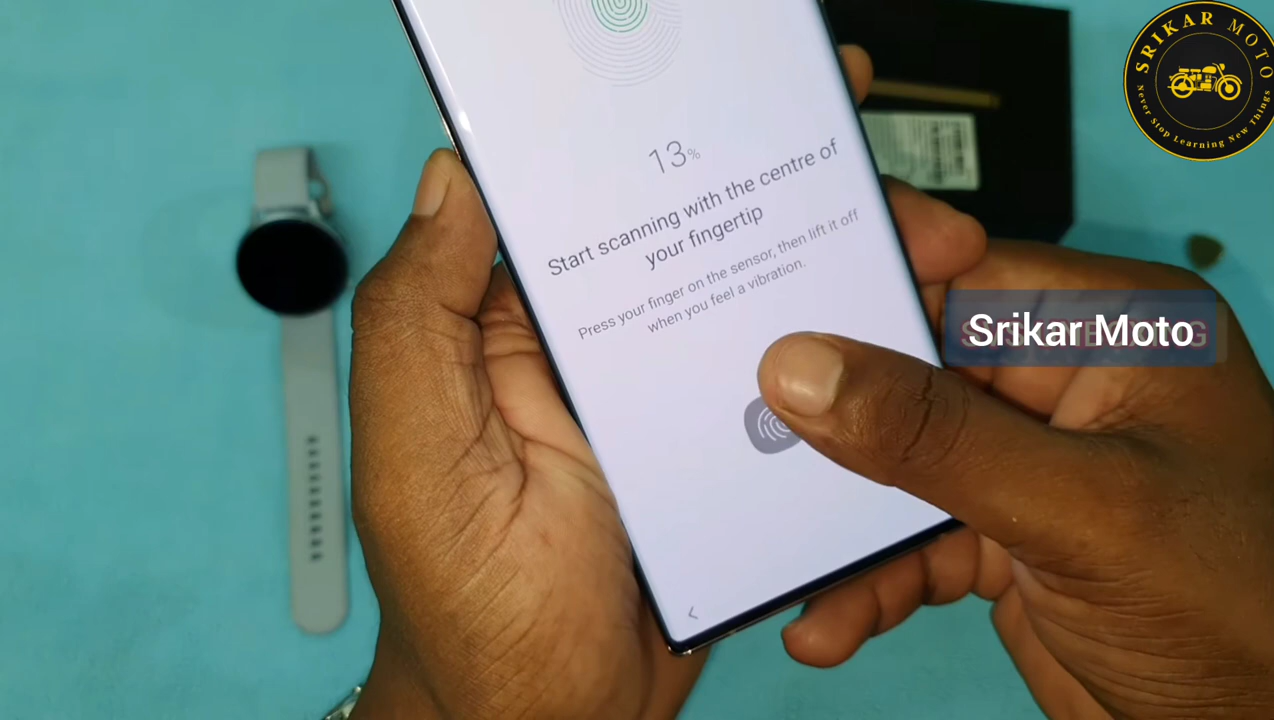 SRIKAR MOTO
Never Stop Learning New Things
13%
Start scanning with the centre of
your fingertip
Press your finger on the sensor, then lift it off
when you feel a vibration.
Srikar Moto